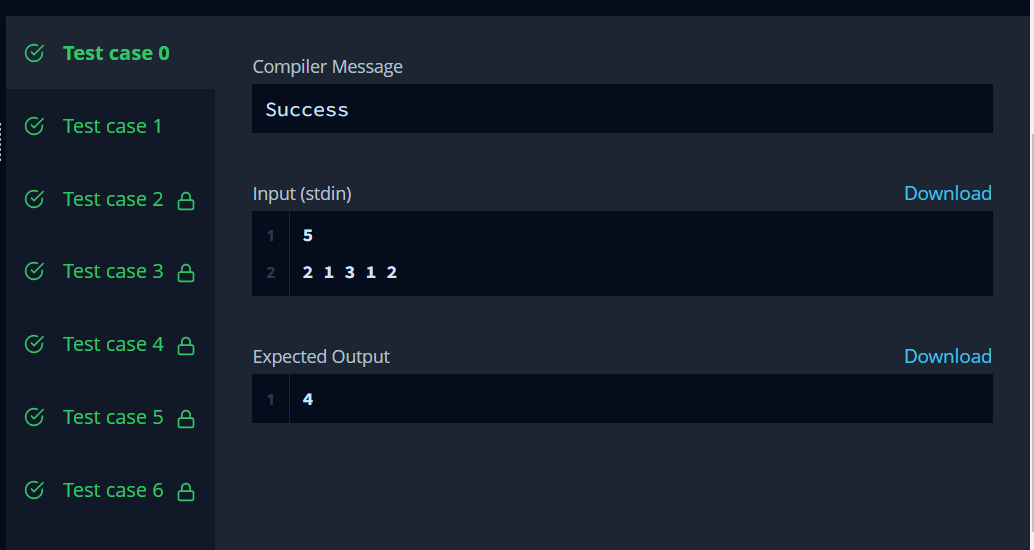 Test case 0
Test case 1
Test case 2
Test case 3
Test case 4
Test case 5
Test case 6
Compiler Message
Success
Input (stdin)
Download
1 5
2 2 1 3 1 2
Expected Output
Download
1 4